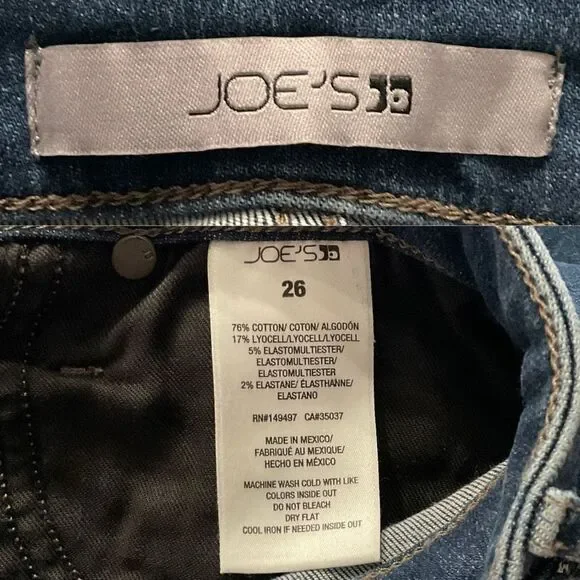 JOE'S
JOE'S
26
76% COTTON/ COTON/ ALGODÓN
17% LYOCELL/LYOCELL/LYOCELL
5% ELASTOMULTIESTER/
ELASTOMULTIESTER/
ELASTOMULTIESTER
2% ELASTANE/ ÉLASTHANNE/
ELASTANO
RN#149497 CA#35037
MADE IN MEXICO/
FABRIQUÉ AU MEXIQUE/
HECHO EN MÉXICO
MACHINE WASH COLD WITH LIKE
COLORS INSIDE OUT
DO NOT BLEACH
DRY FLAT
COOL IRON IF NEEDED INSIDE OUT